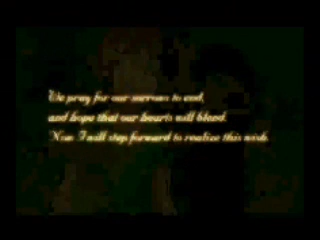 We pray for our sorrows to end,
and hope that our hearts will blend.
Now I will step forward to realize this wish.